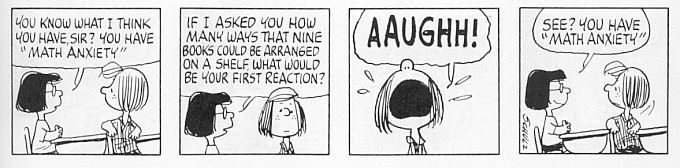 YOU KNOW WHAT I THINK
YOU HAVE, SIR? YOU HAVE
"MATH ANXIETY"
IF I ASKED YOU HOW
MANY WAYS THAT NINE
BOOKS COULD BE ARRANGED
ON A SHELF, WHAT WOULD
BE YOUR FIRST REACTION?
AAUGHH!
SEE? YOU HAVE
"MATH ANXIETY"
SCHULZ